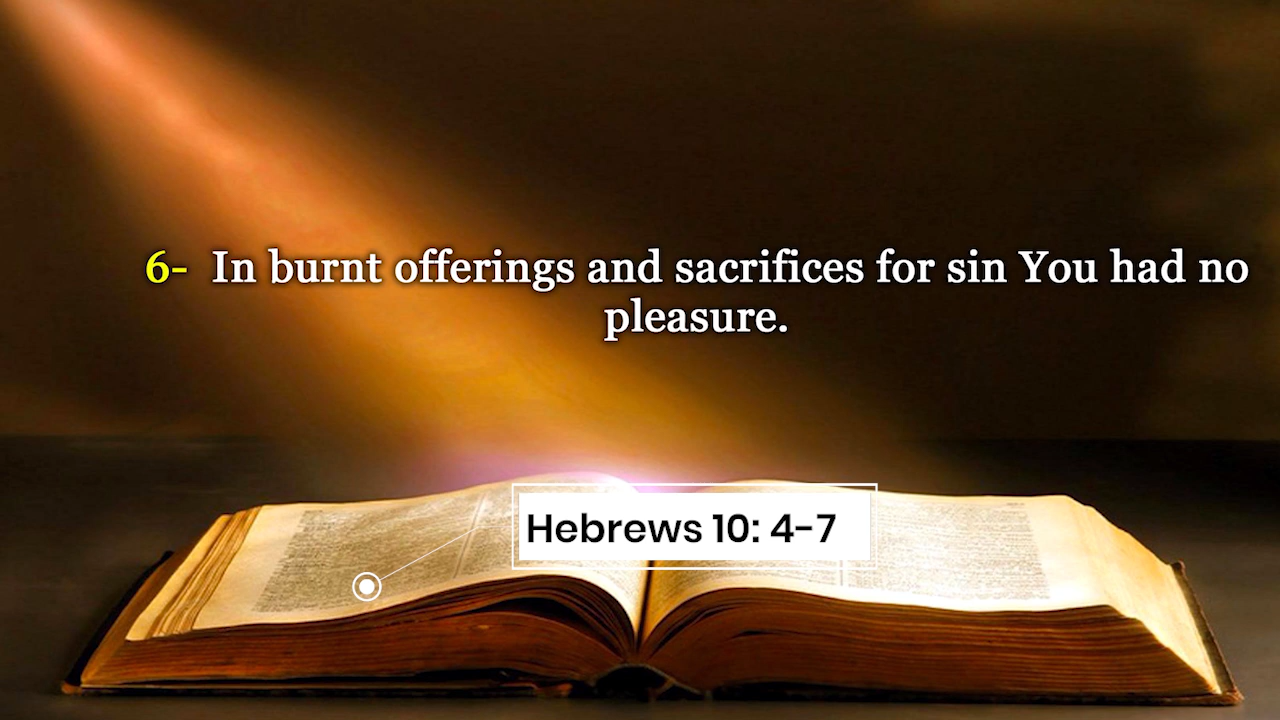 6- In burnt offerings and sacrifices for sin You had no
pleasure.
Hebrews 10: 4-7